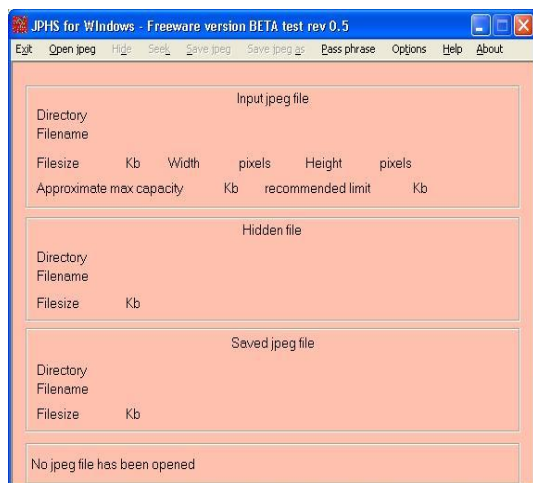 JPHS for WIndows - Freeware version BETA test rev 0.5
Exit Open jpeg Hide Seek Save jpeg Save jpeg as Pass phrase Options Help About
Input jpeg file
Directory
Filename
Filesize Kb Width pixels Height pixels
Approximate max capacity Kb recommended limit Kb
Hidden file
Directory
Filename
Filesize Kb
Saved jpeg file
Directory
Filename
Filesize Kb
No jpeg file has been opened